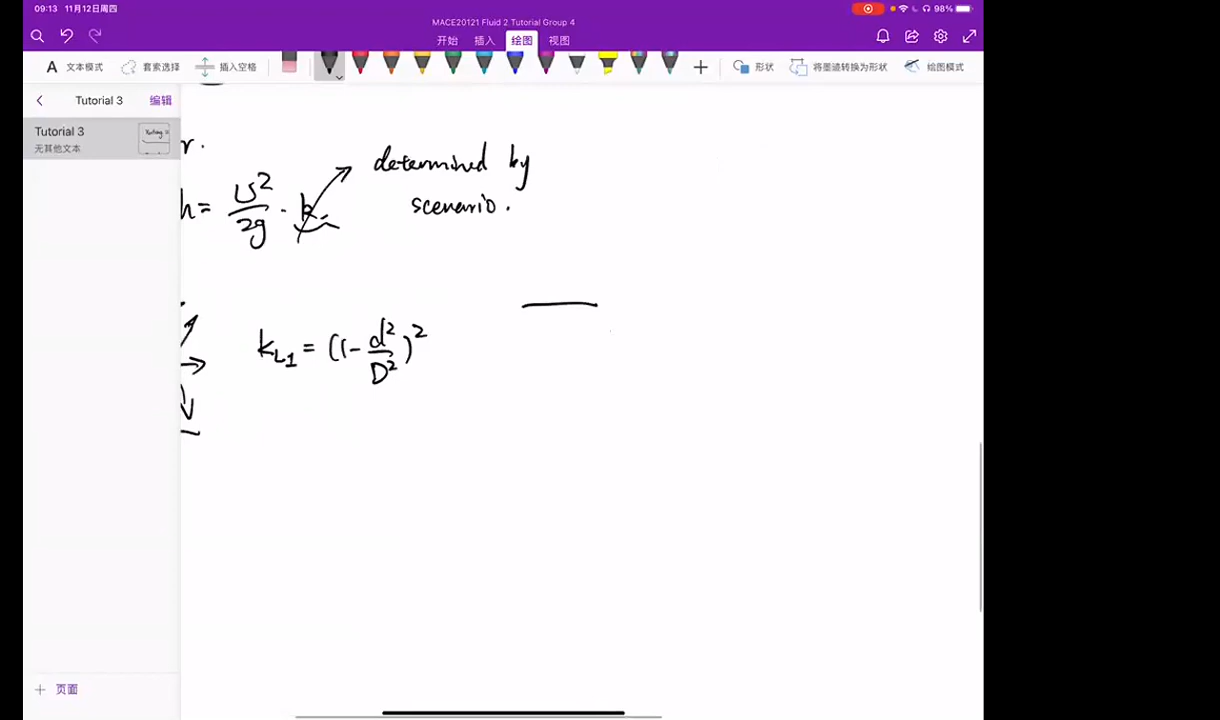 09:13 11月12日周四
98%
MACE20121 Fluid 2 Tutorial Group 4
开始 插入 绘图 视图
文本模式 套索选择 插入空格 形状 将墨迹转换为形状 绘图模式
Tutorial 3 编辑
Tutorial 3
无其他文本
r.
determined by
scenario.
h = U²/2g · k
k_L1 = (1 - d²/D²)²
页面